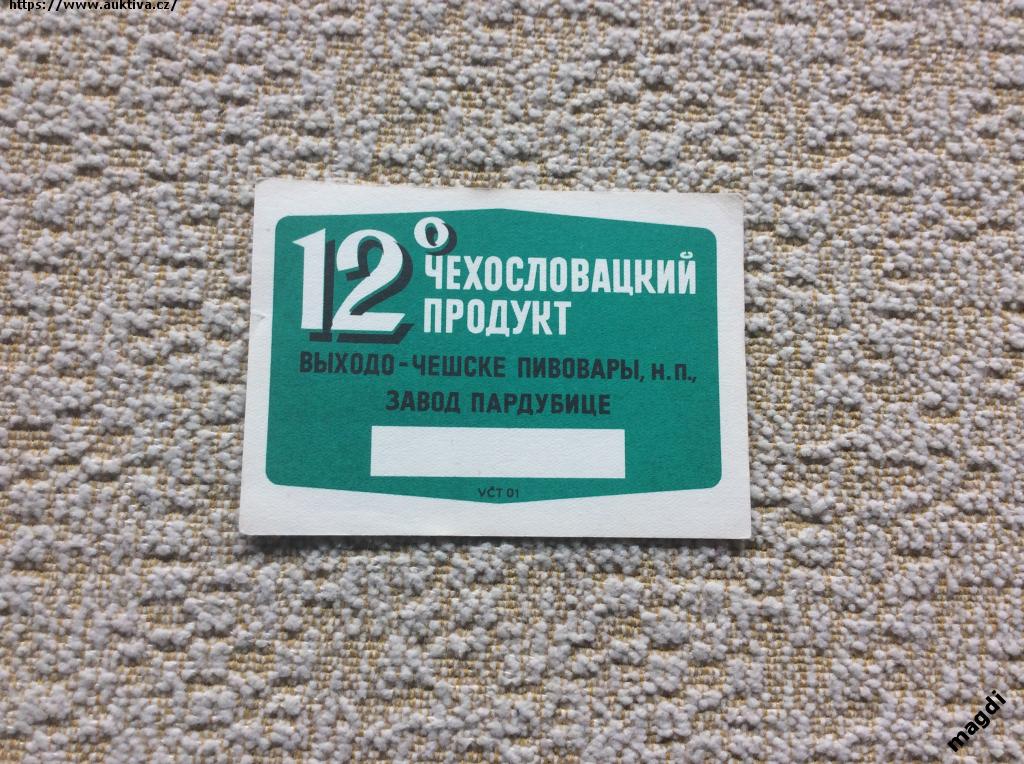 https://www.auktiva.cz/
12° ЧЕХОСЛОВАЦКИЙ
ПРОДУКТ
ВЫХОДО-ЧЕШСКЕ ПИВОВАРЫ, н.п.,
ЗАВОД ПАРДУБИЦЕ
VČT 01
magdi